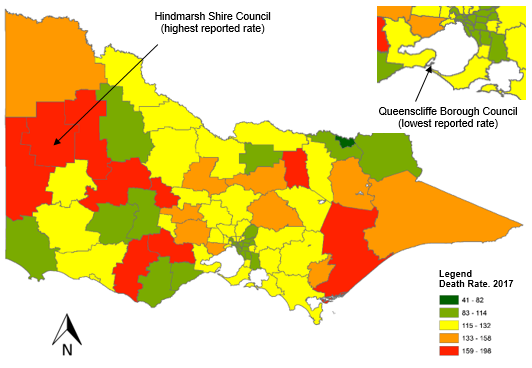 Hindmarsh Shire Council
(highest reported rate)
Queenscliffe Borough Council
(lowest reported rate)
Legend
Death Rate. 2017
41 - 82
83 - 114
115 - 132
133 - 158
159 - 198
N